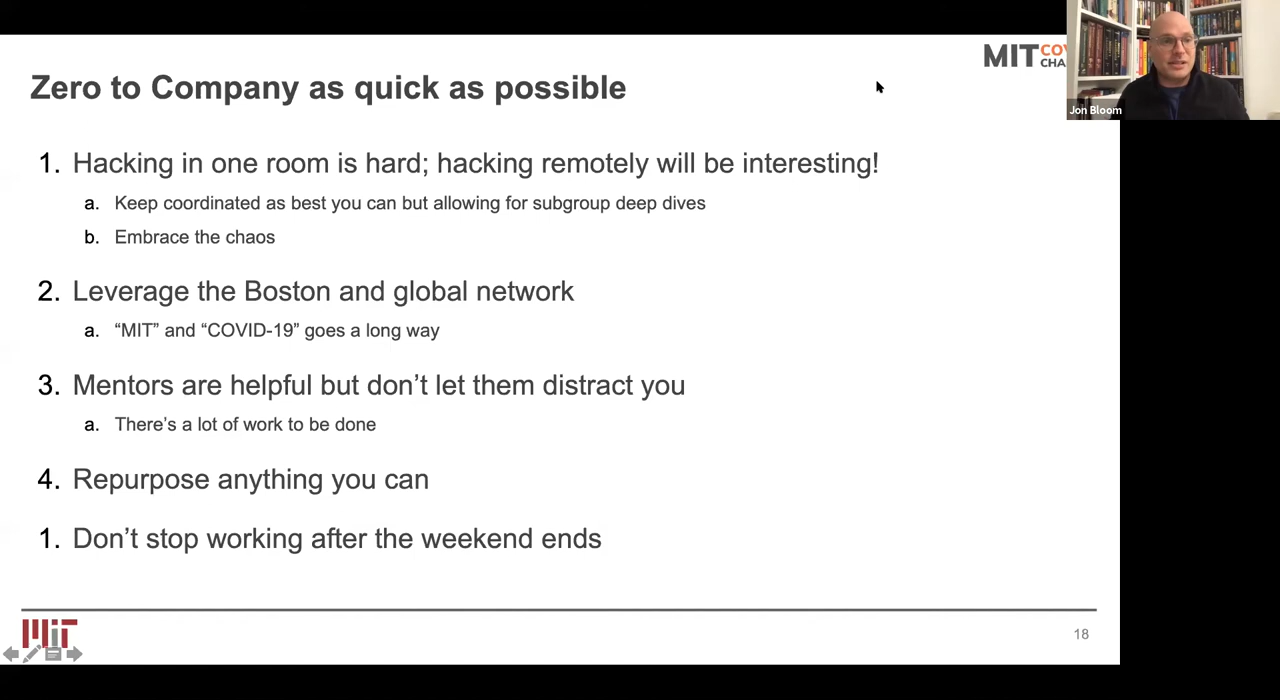 MIT COV
CHA
Jon Bloom
Zero to Company as quick as possible
1. Hacking in one room is hard; hacking remotely will be interesting!
a. Keep coordinated as best you can but allowing for subgroup deep dives
b. Embrace the chaos
2. Leverage the Boston and global network
a. “MIT” and “COVID-19” goes a long way
3. Mentors are helpful but don’t let them distract you
a. There’s a lot of work to be done
4. Repurpose anything you can
1. Don’t stop working after the weekend ends
MIT
18